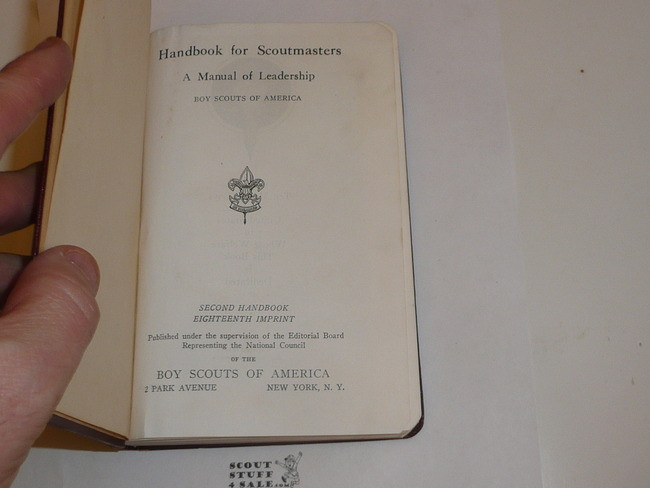 Handbook for Scoutmasters
A Manual of Leadership
BOY SCOUTS OF AMERICA
SECOND HANDBOOK
EIGHTEENTH IMPRINT
Published under the supervision of the Editorial Board
Representing the National Council
OF THE
BOY SCOUTS OF AMERICA
2 PARK AVENUE NEW YORK, N. Y.
SCOUT
STUFF
4 SALE.com